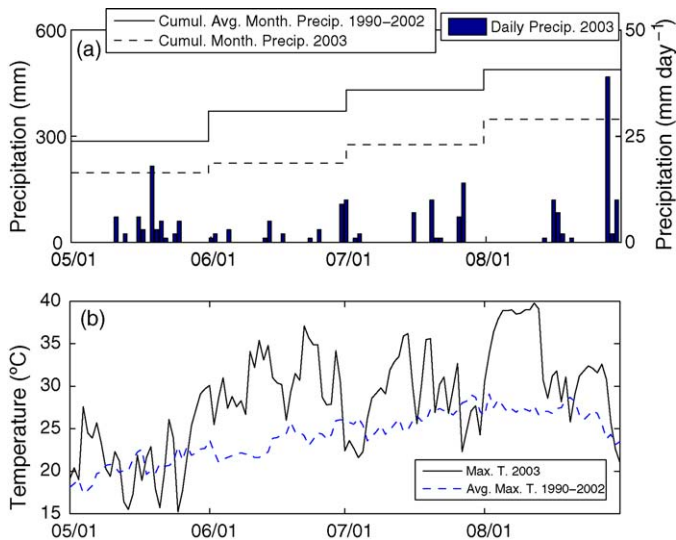 Cumul. Avg. Month. Precip. 1990−2002
Cumul. Month. Precip. 2003
Daily Precip. 2003
(a)
600
300
0
Precipitation (mm)
50
25
0
Precipitation (mm day−1)
05/01 06/01 07/01 08/01
(b)
40
35
30
25
20
15
Temperature (ºC)
Max. T. 2003
Avg. Max. T. 1990−2002
05/01 06/01 07/01 08/01